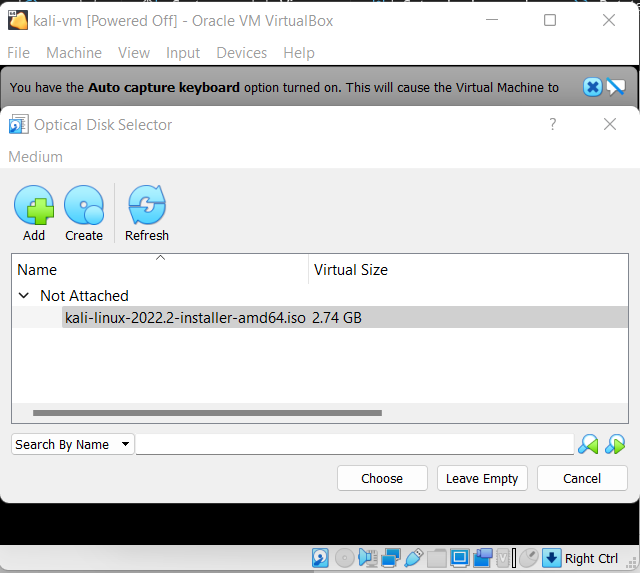 kali-vm [Powered Off] - Oracle VM VirtualBox
File Machine View Input Devices Help
You have the Auto capture keyboard option turned on. This will cause the Virtual Machine to
Optical Disk Selector ?
Medium
Add Create Refresh
Name Virtual Size
Not Attached
kali-linux-2022.2-installer-amd64.iso 2.74 GB
Search By Name
Choose Leave Empty Cancel
Right Ctrl